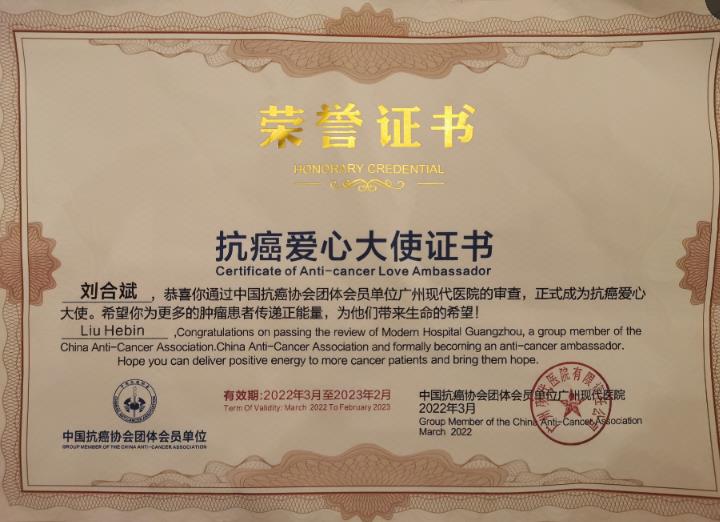 荣誉证书
HONORARY CREDENTIAL
抗癌爱心大使证书
Certificate of Anti-cancer Love Ambassador
刘合斌，恭喜你通过中国抗癌协会团体会员单位广州现代医院的审查，正式成为抗癌爱心
大使。希望你为更多的肿瘤患者传递正能量，为他们带来生命的希望！
Liu Hebin ,Congratulations on passing the review of Modern Hospital Guangzhou, a group member of the
China Anti-Cancer Association.China Anti-Cancer Association and formally becoming an anti-cancer ambassador.
Hope you can deliver positive energy to more cancer patients and bring them hope.
中国抗癌协会团体会员单位
GROUP MEMBER OF THE CHINA ANTI-CANCER ASSOCIATION
有效期:2022年3月至2023年2月
Term Of Validity: March 2022 To February 2023
中国抗癌协会团体会员单位广州现代医院
2022年3月
Group Member of the China Anti-Cancer Association
March 2022
广州现代医院有限公司